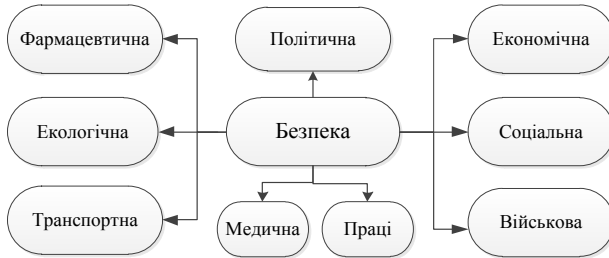 Фармацевтична
Політична
Економічна
Екологічна
Безпека
Соціальна
Транспортна
Медична
Праці
Військова